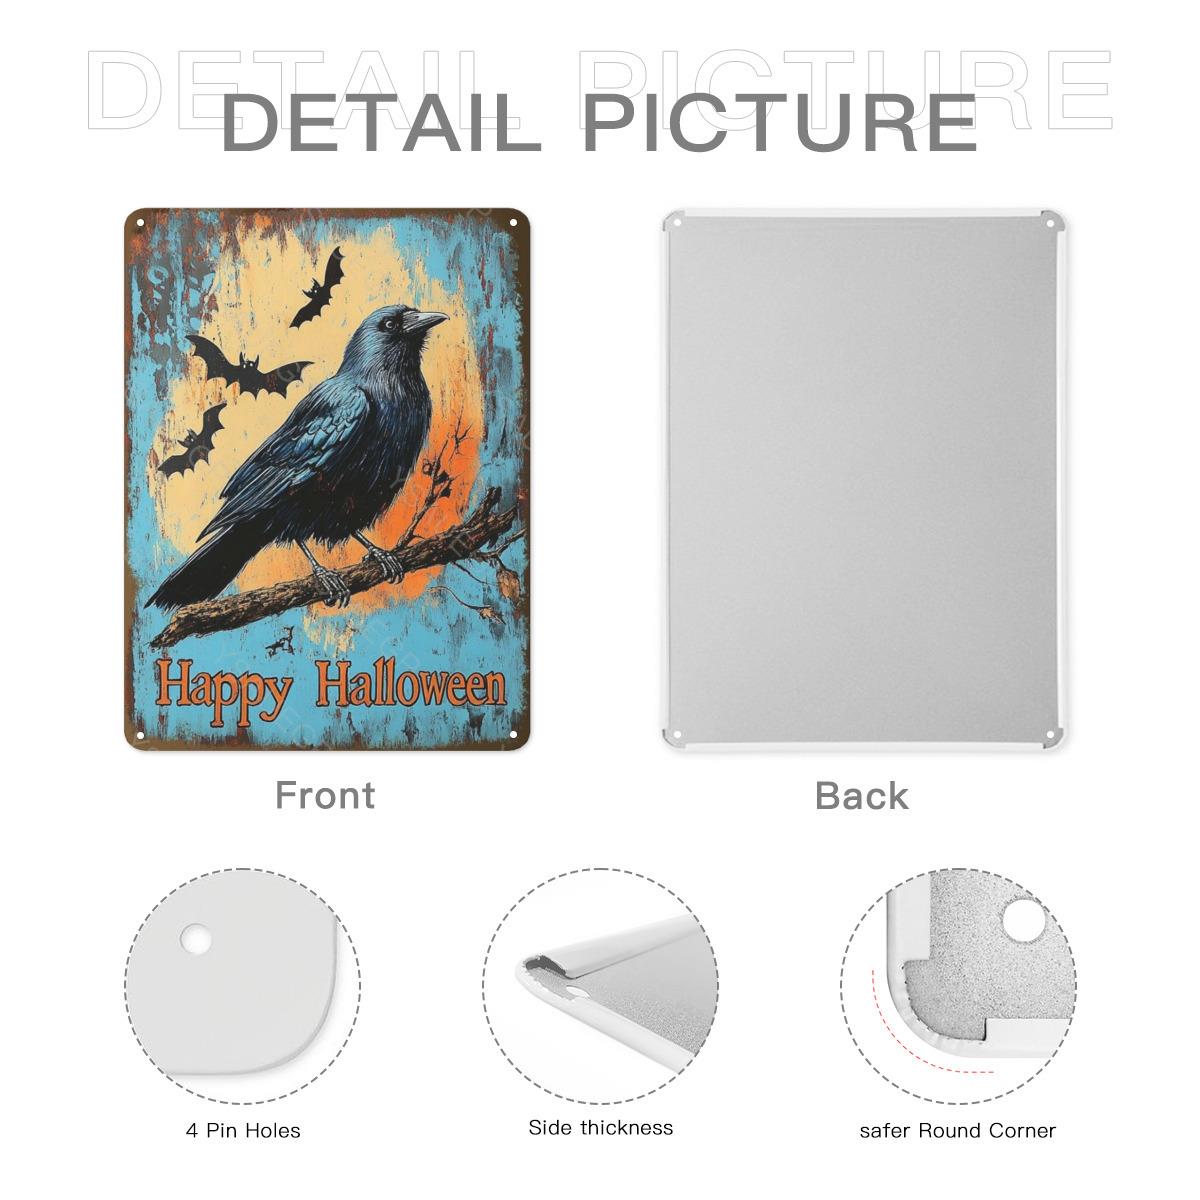 DETAIL PICTURE
DETAIL PICTURE
Happy Halloween
Front
Back
4 Pin Holes
Side thickness
safer Round Corner